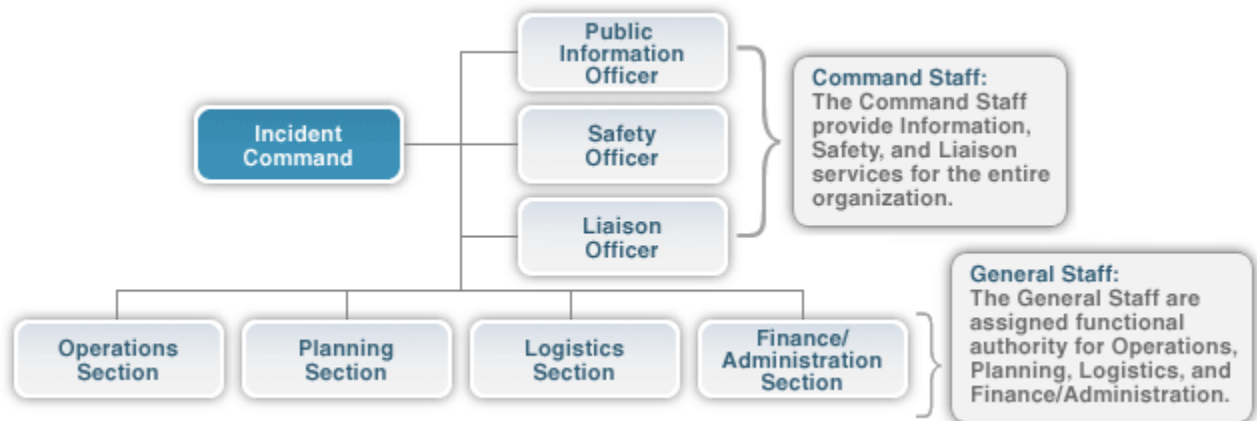 Public
Information
Officer
Command Staff:
The Command Staff
provide Information,
Safety, and Liaison
services for the entire
organization.
Incident
Command
Safety
Officer
Liaison
Officer
General Staff:
The General Staff are
assigned functional
authority for Operations,
Planning, Logistics, and
Finance/Administration.
Operations
Section
Planning
Section
Logistics
Section
Finance/
Administration
Section